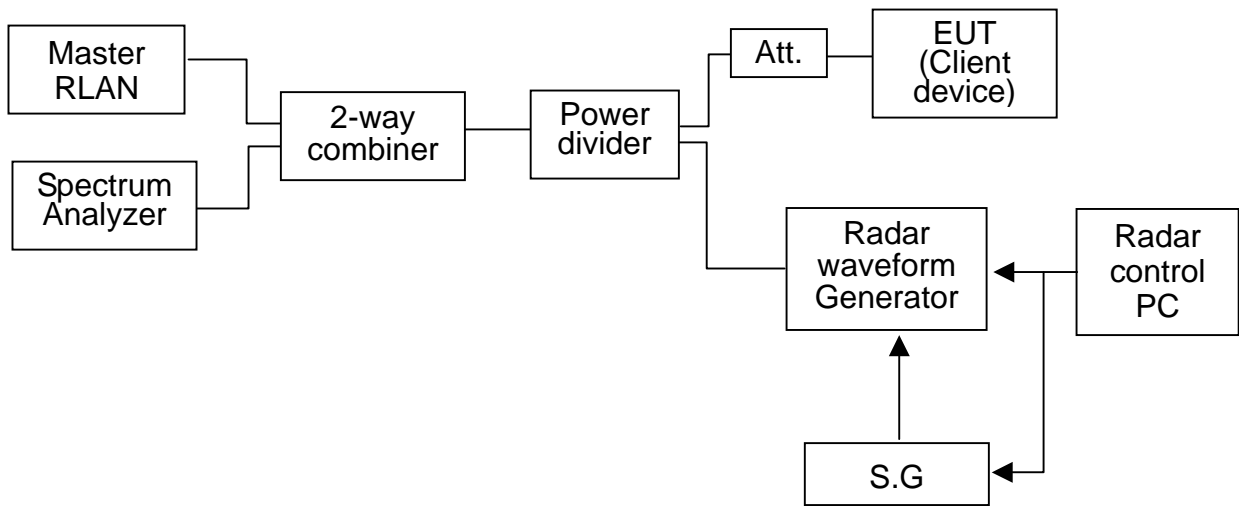 Master
RLAN
Spectrum
Analyzer
2-way
combiner
Power
divider
Att.
EUT
(Client
device)
Radar
waveform
Generator
Radar
control
PC
S.G